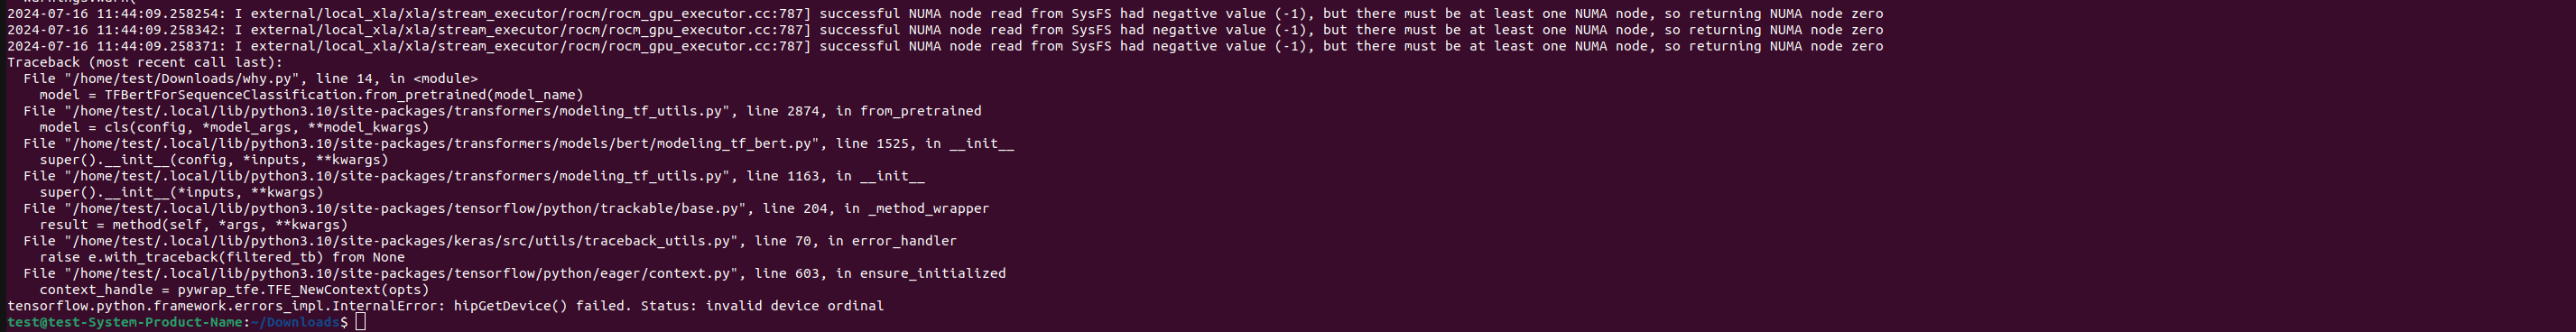 2024-07-16 11:44:09.258254: I external/local_xla/xla/stream_executor/rocm/rocm_gpu_executor.cc:787] successful NUMA node read from SysFS had negative value (-1), but there must be at least one NUMA node, so returning NUMA node zero
2024-07-16 11:44:09.258342: I external/local_xla/xla/stream_executor/rocm/rocm_gpu_executor.cc:787] successful NUMA node read from SysFS had negative value (-1), but there must be at least one NUMA node, so returning NUMA node zero
2024-07-16 11:44:09.258371: I external/local_xla/xla/stream_executor/rocm/rocm_gpu_executor.cc:787] successful NUMA node read from SysFS had negative value (-1), but there must be at least one NUMA node, so returning NUMA node zero
Traceback (most recent call last):
  File "/home/test/Downloads/why.py", line 14, in <module>
    model = TFBertForSequenceClassification.from_pretrained(model_name)
  File "/home/test/.local/lib/python3.10/site-packages/transformers/modeling_tf_utils.py", line 2874, in from_pretrained
    model = cls(config, *model_args, **model_kwargs)
  File "/home/test/.local/lib/python3.10/site-packages/transformers/models/bert/modeling_tf_bert.py", line 1525, in __init__
    super().__init__(config, *inputs, **kwargs)
  File "/home/test/.local/lib/python3.10/site-packages/transformers/modeling_tf_utils.py", line 1163, in __init__
    super().__init__(*inputs, **kwargs)
  File "/home/test/.local/lib/python3.10/site-packages/tensorflow/python/trackable/base.py", line 204, in _method_wrapper
    result = method(self, *args, **kwargs)
  File "/home/test/.local/lib/python3.10/site-packages/keras/src/utils/traceback_utils.py", line 70, in error_handler
    raise e.with_traceback(filtered_tb) from None
  File "/home/test/.local/lib/python3.10/site-packages/tensorflow/python/eager/context.py", line 603, in ensure_initialized
    context_handle = pywrap_tfe.TFE_NewContext(opts)
tensorflow.python.framework.errors_impl.InternalError: hipGetDevice() failed. Status: invalid device ordinal
test@test-System-Product-Name:~/Downloads$